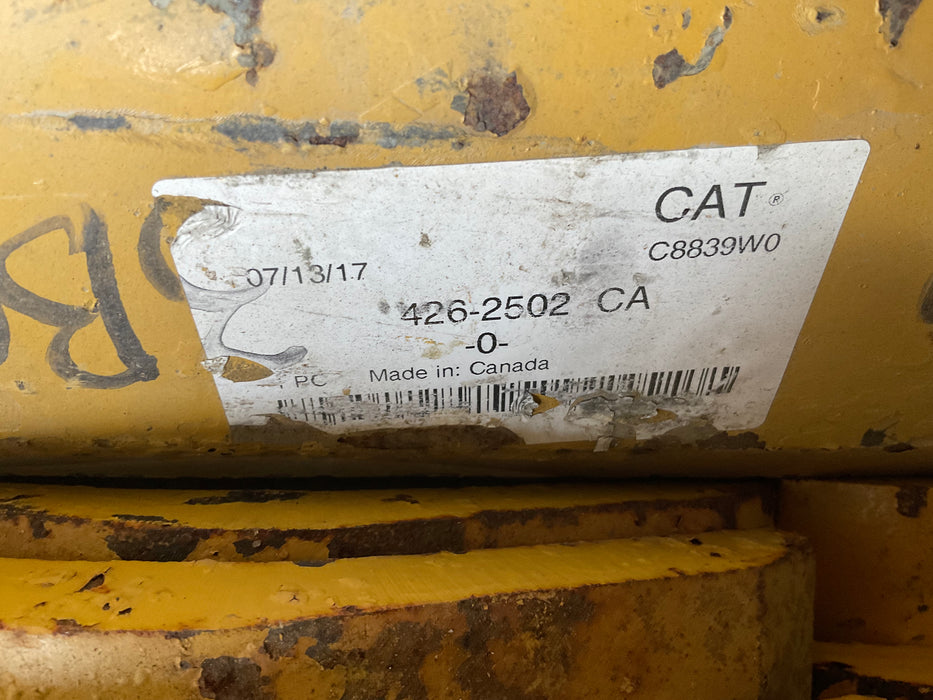 CAT®
C8839W0
07/13/17
426-2502 CA
-0-
PC Made in: Canada
B